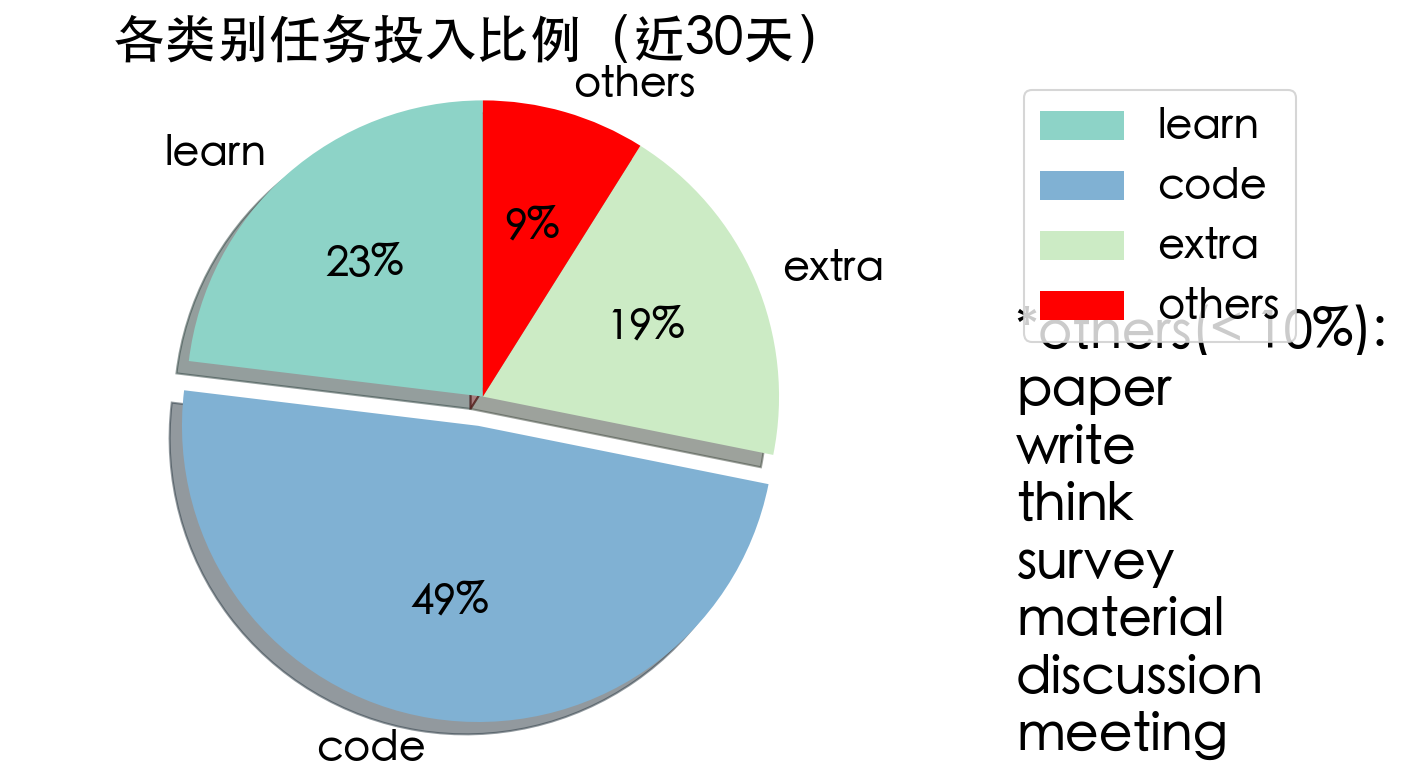 各类别任务投入比例（近30天）
others
learn
9%
23%
extra
19%
49%
code
learn
code
extra
others
*others(< 10%):
paper
write
think
survey
material
discussion
meeting